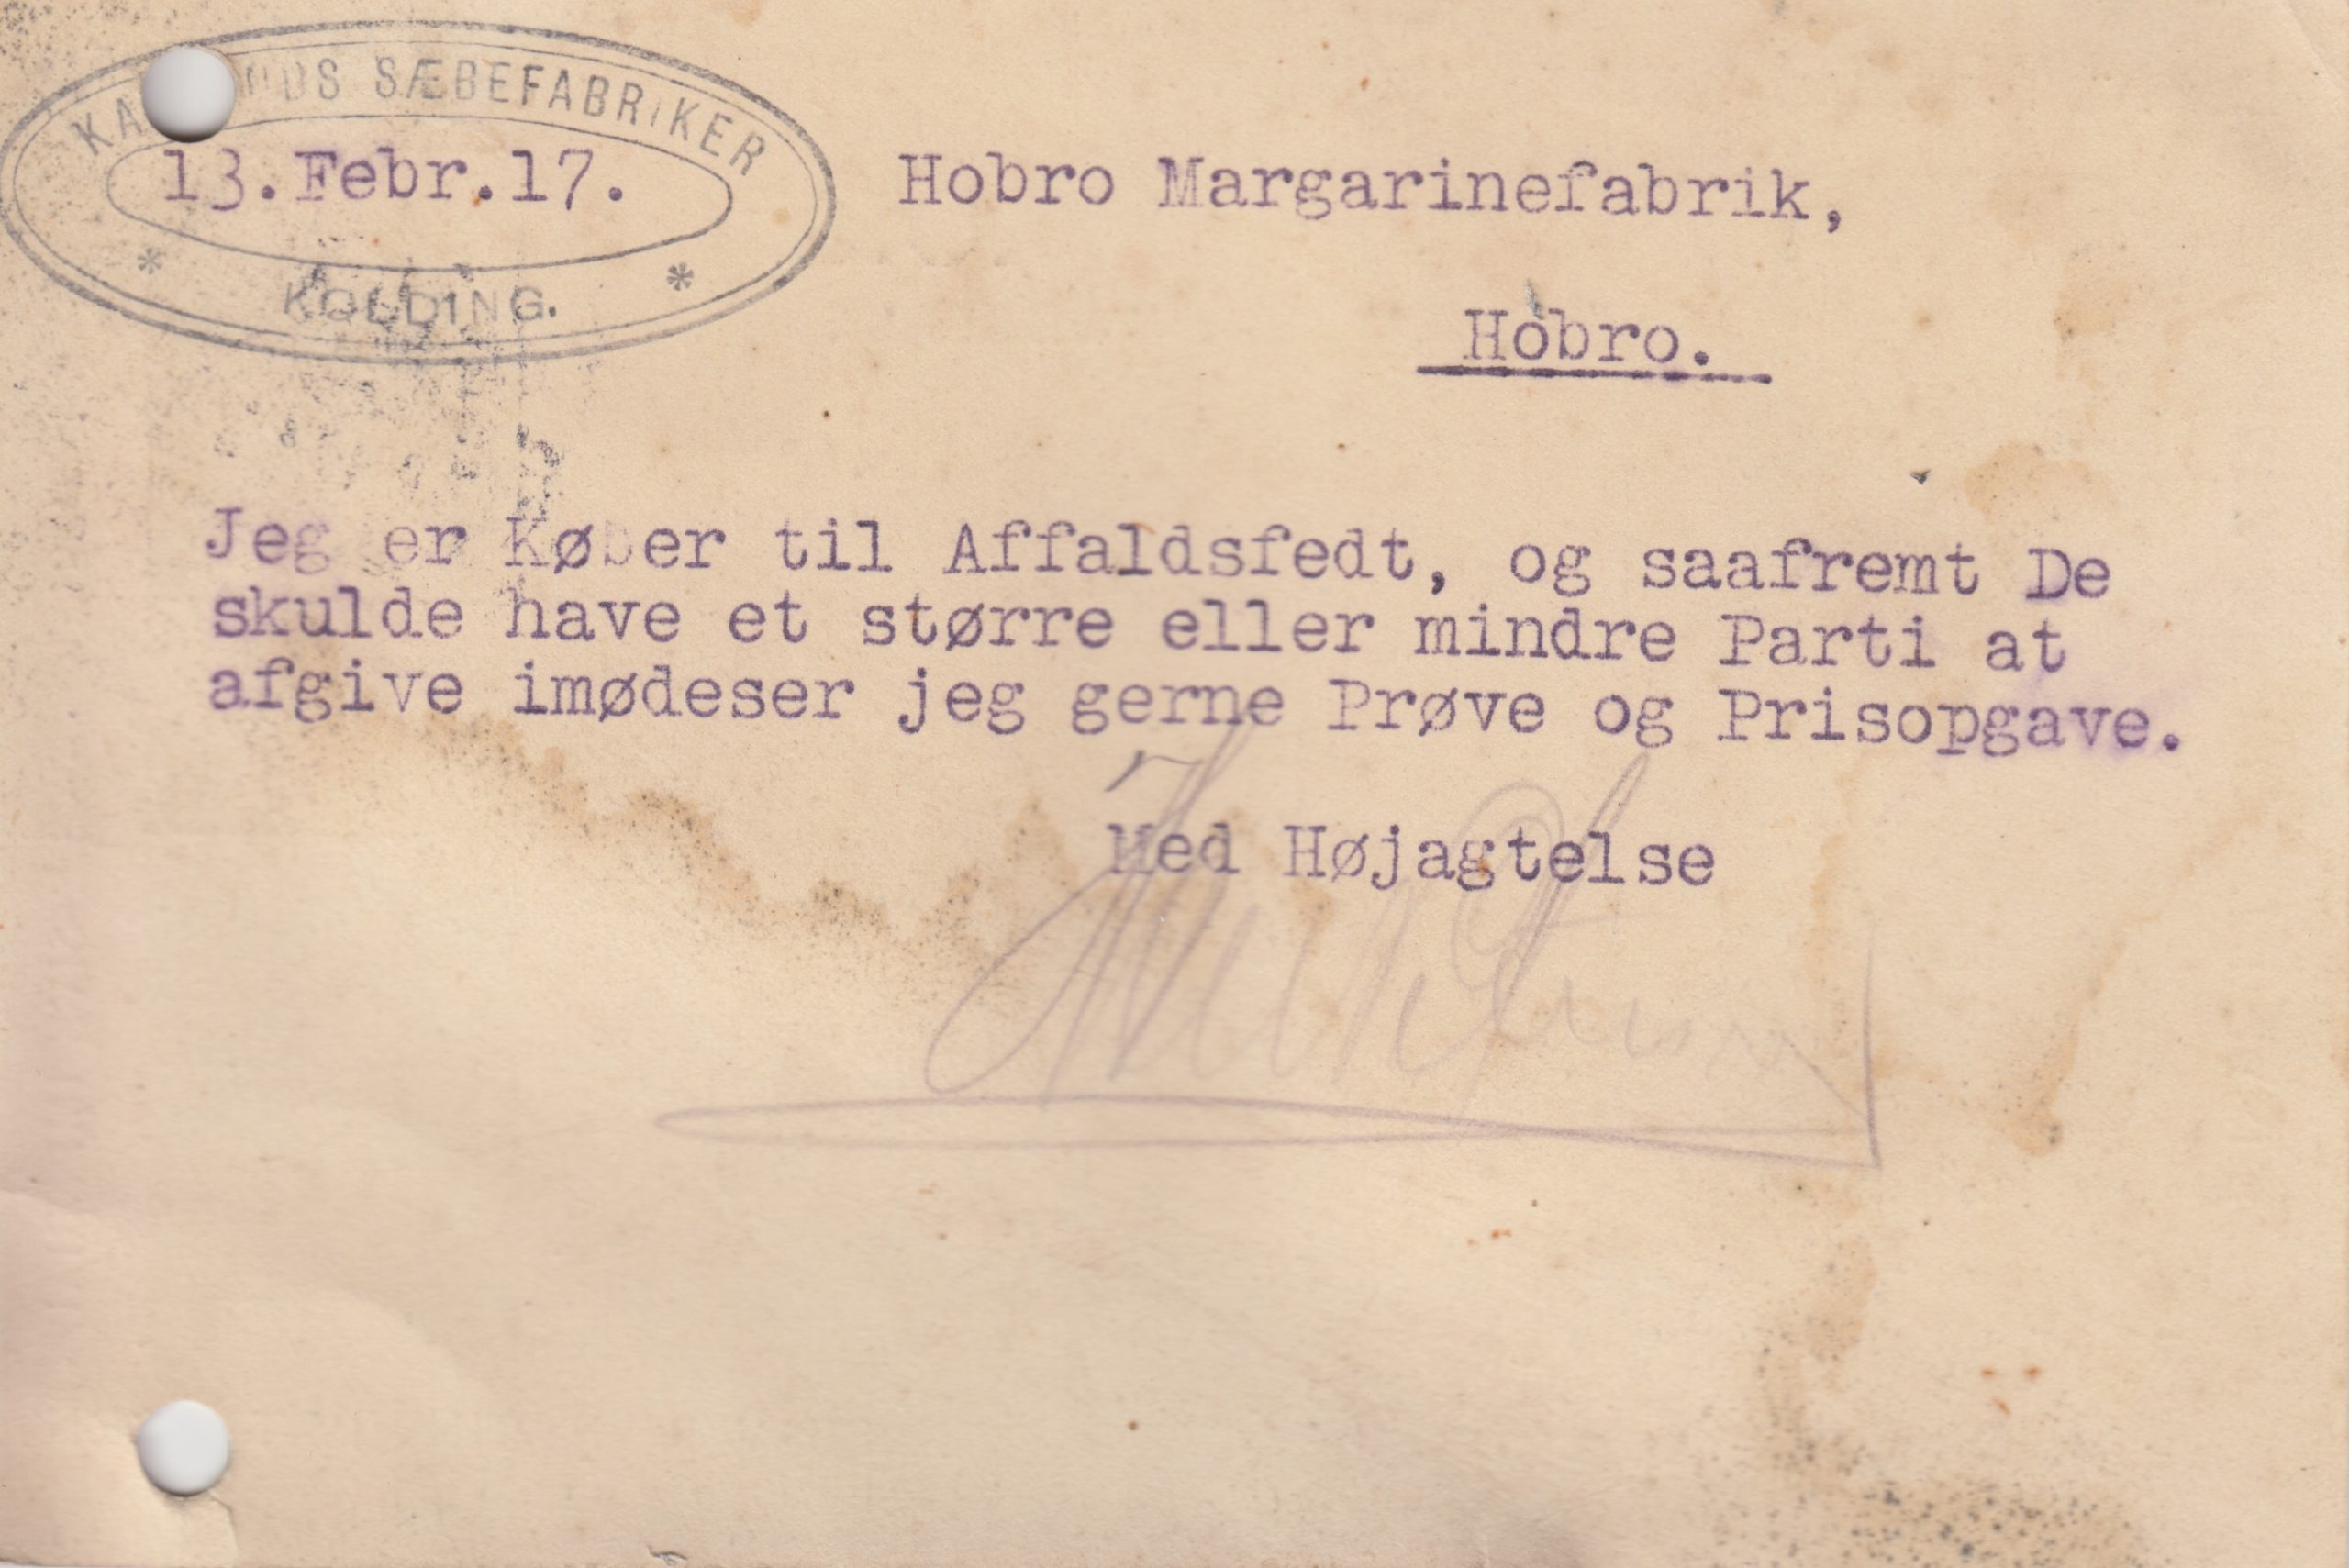 SÆBEFABRIKER
13.Febr.17.
KOLDING.
Hobro Margarinefabrik,
Hobro.
Jeg er Køber til Affaldsfedt, og saafremt De
skulde have et større eller mindre Parti at
afgive imødeser jeg gerne Prøve og Prisopgave.
Med Højagtelse